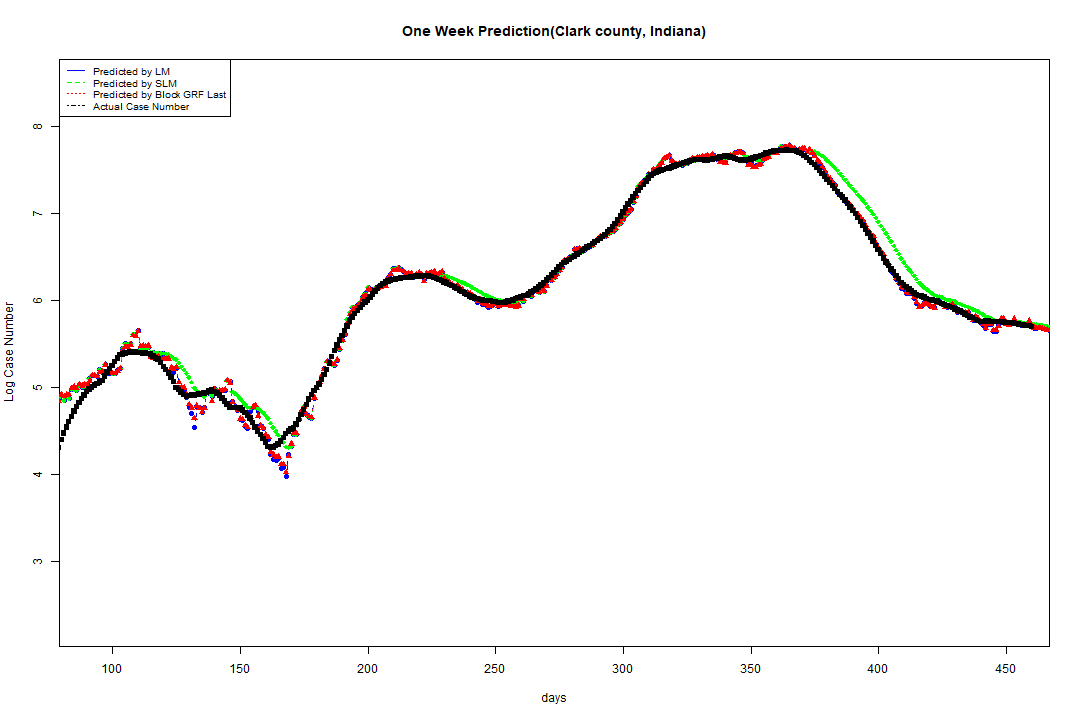 One Week Prediction(Clark county, Indiana)
Predicted by LM
Predicted by SLM
Predicted by Block GRF Last
Actual Case Number
8
7
6
5
4
3
Log Case Number
100 150 200 250 300 350 400 450
days